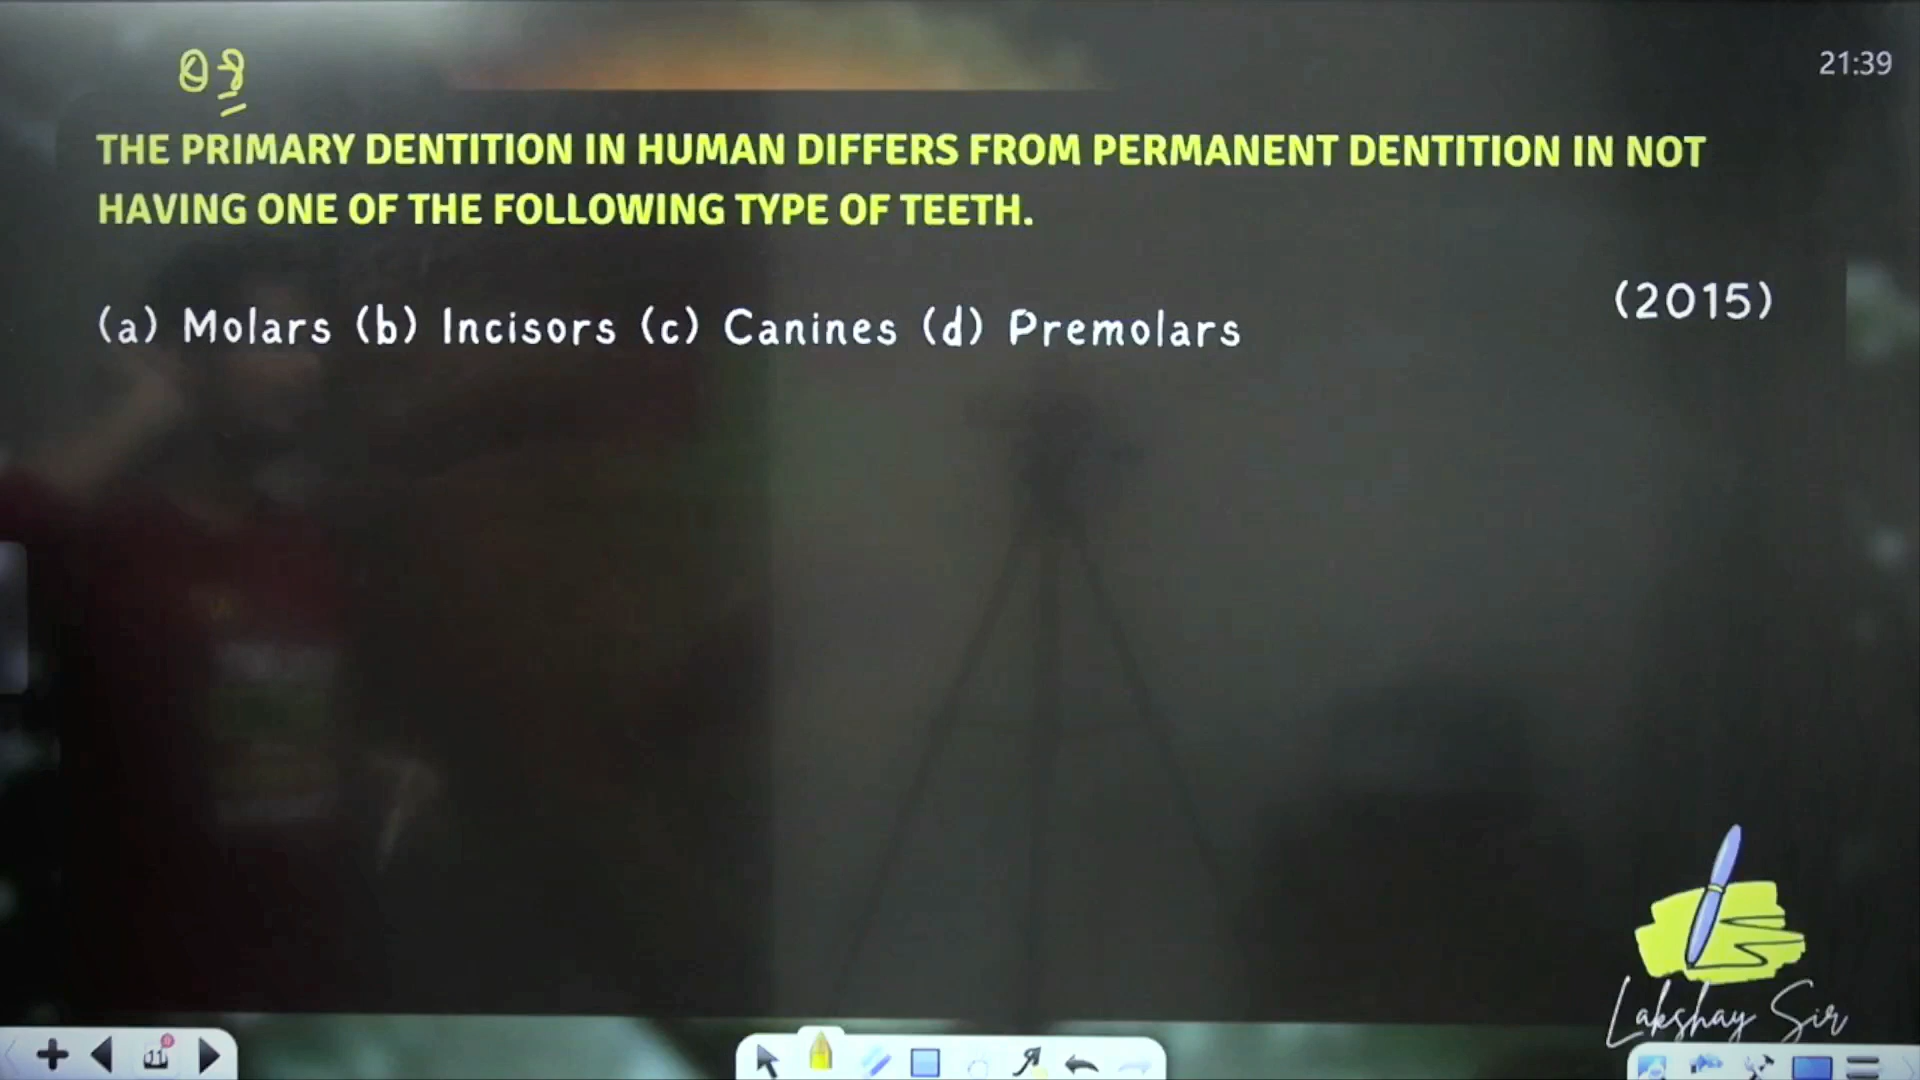 Q8
21:39
THE PRIMARY DENTITION IN HUMAN DIFFERS FROM PERMANENT DENTITION IN NOT
HAVING ONE OF THE FOLLOWING TYPE OF TEETH.
(2015)
(a) Molars (b) Incisors (c) Canines (d) Premolars
Lakshay Sir
11